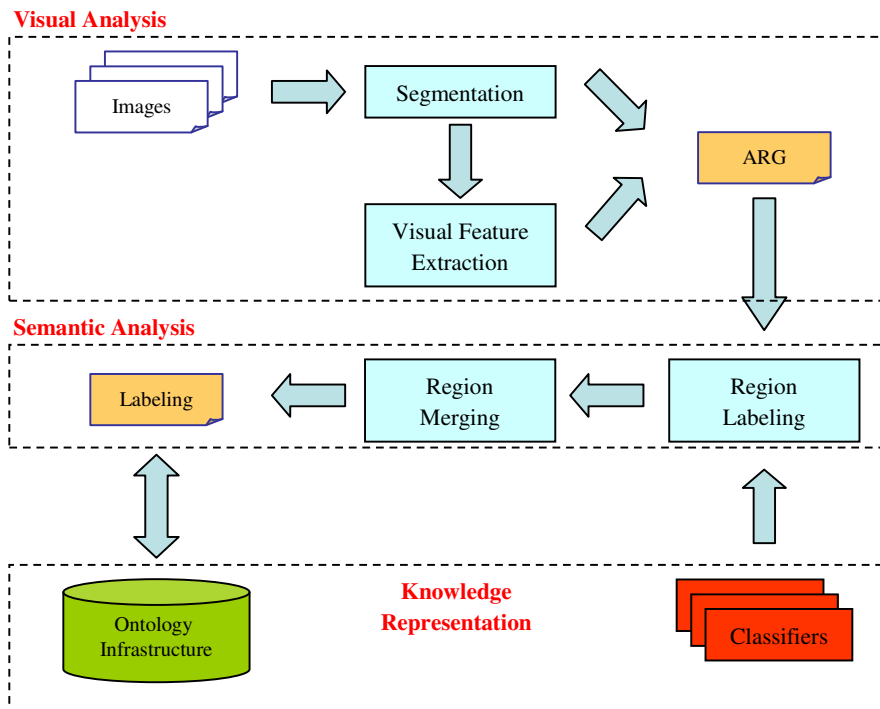 Visual Analysis
Images
Segmentation
ARG
Visual Feature
Extraction
Semantic Analysis
Labeling
Region
Merging
Region
Labeling
Ontology
Infrastructure
Knowledge
Representation
Classifiers